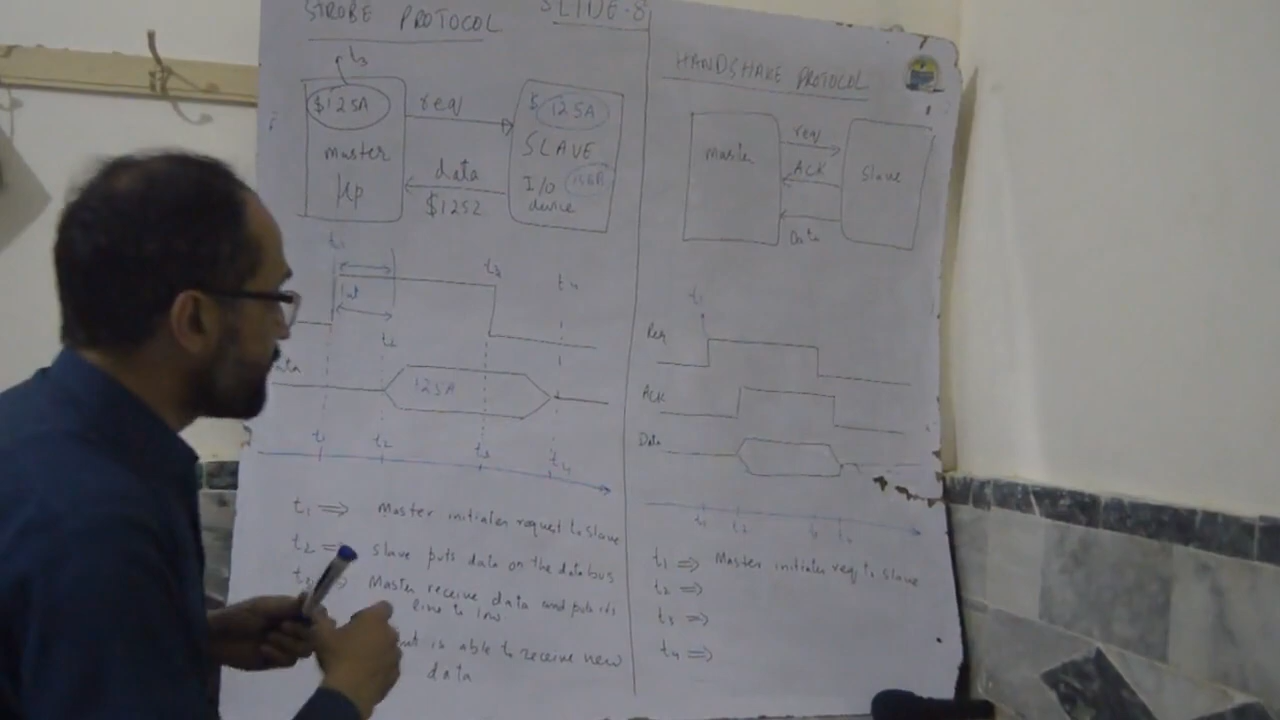 STROBE PROTOCOL
SLIDE-8
t3
$125A
master
μp
req
data
$1252
$ 125A
SLAVE
I/O
device
t1
t3
t4
t2
125A
t1 t2 t3 t4
t1 ⇒ Master initiates request to slave
t2 ⇒ slave puts data on the databus
Master receive data and puts its
line to low
is able to receive new
data
HANDSHAKE PROTOCOL
Master
req
ACK
Data
Slave
t1
Req
ACK
Data
t1 t2 t3 t4
t1 ⇒ Master initiates req to slave
t2 ⇒
t3 ⇒
t4 ⇒